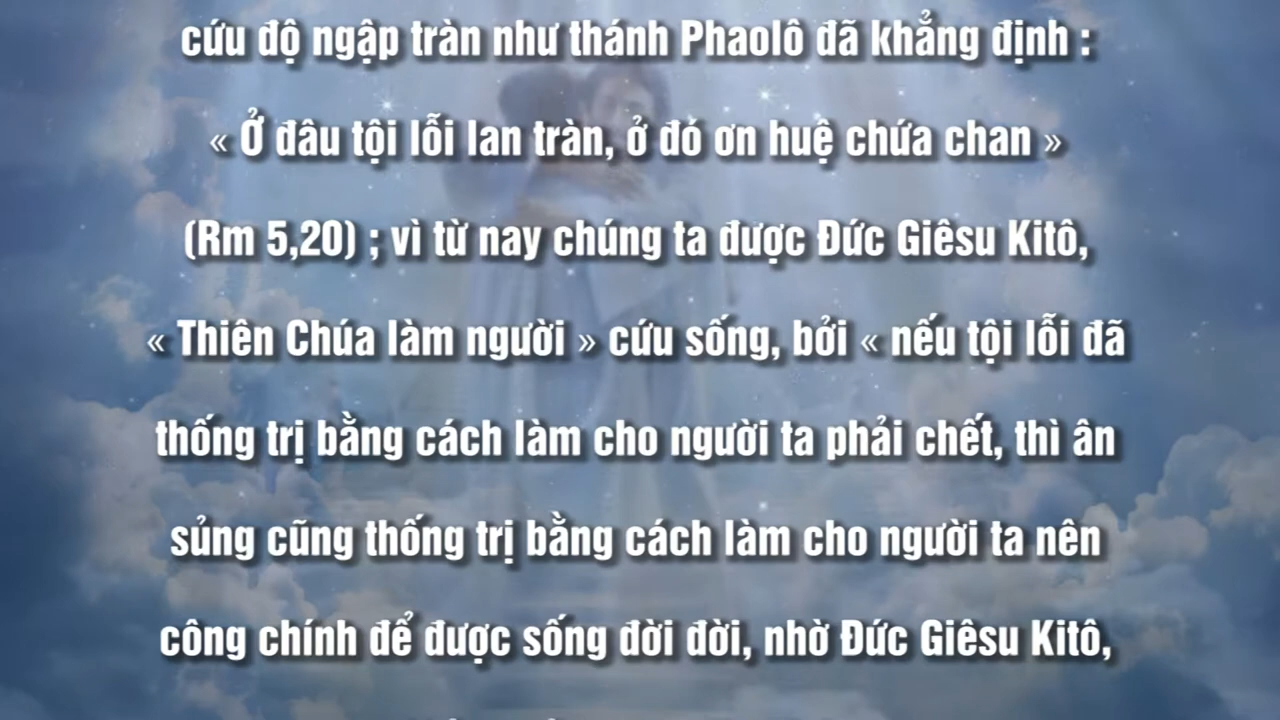 cứu độ ngập tràn như thánh Phaolô đã khẳng định :
« Ở đâu tội lỗi lan tràn, ở đó ơn huệ chứa chan »
(Rm 5,20) ; vì từ nay chúng ta được Đức Giêsu Kitô,
« Thiên Chúa làm người » cứu sống, bởi « nếu tội lỗi đã
thống trị bằng cách làm cho người ta phải chết, thì ân
sủng cũng thống trị bằng cách làm cho người ta nên
công chính để được sống đời đời, nhờ Đức Giêsu Kitô,